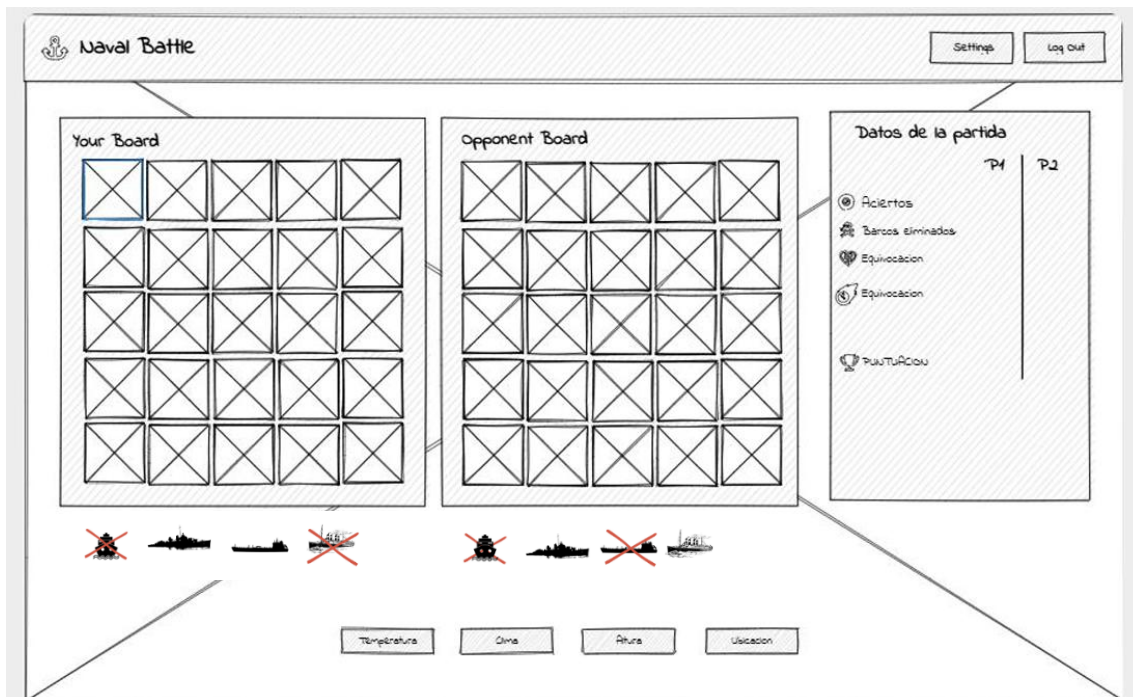 Naval Battle
Settings
Log Out
Your Board
Opponent Board
Datos de la partida
P1
P2
Aciertos
Barcos eliminados
Equivocacion
Equivocacion
PUNTUACION
Temperatura
Clima
Altura
Ubicacion